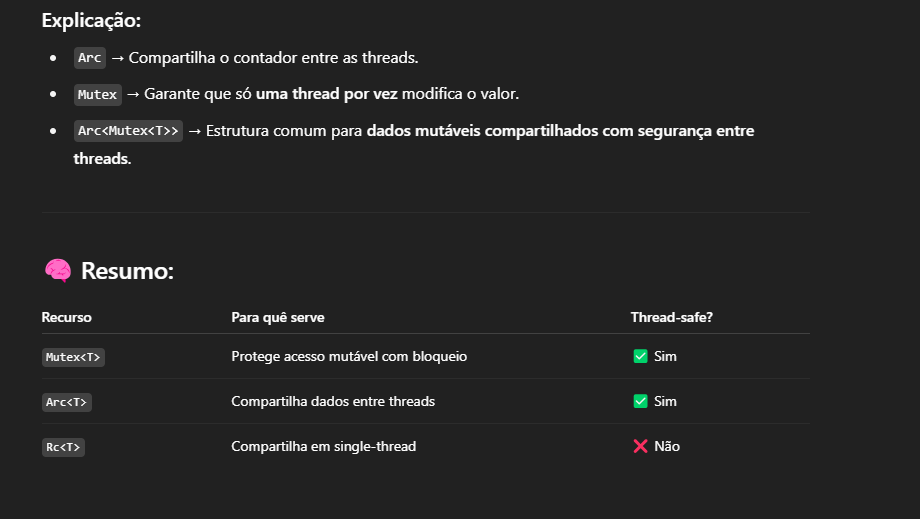 Explicação:
• Arc → Compartilha o contador entre as threads.
• Mutex → Garante que só uma thread por vez modifica o valor.
• Arc<Mutex<T>> → Estrutura comum para dados mutáveis compartilhados com segurança entre
threads.
🧠 Resumo:
Recurso Para quê serve Thread-safe?
Mutex<T> Protege acesso mutável com bloqueio ✅ Sim
Arc<T> Compartilha dados entre threads ✅ Sim
Rc<T> Compartilha em single-thread ❌ Não